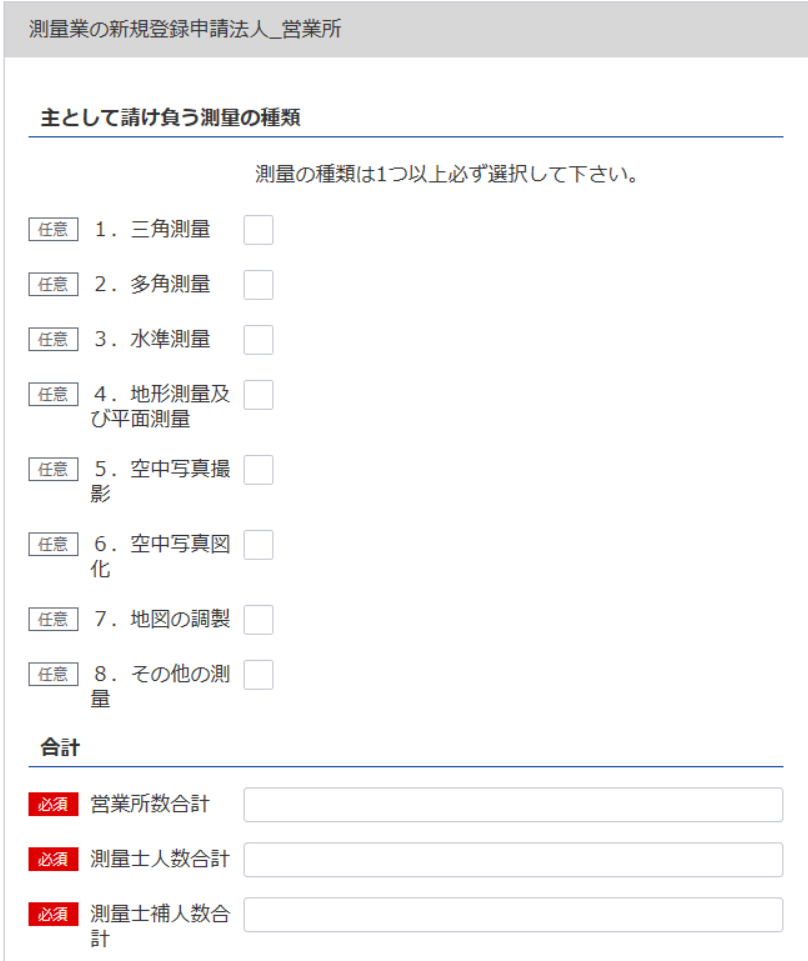 測量業の新規登録申請法人_営業所
主として請け負う測量の種類
測量の種類は1つ以上必ず選択して下さい。
任意 １．三角測量
任意 ２．多角測量
任意 ３．水準測量
任意 ４．地形測量及
び平面測量
任意 ５．空中写真撮
影
任意 ６．空中写真図
化
任意 ７．地図の調製
任意 ８．その他の測
量
合計
必須 営業所数合計
必須 測量士人数合計
必須 測量士補人数合
計